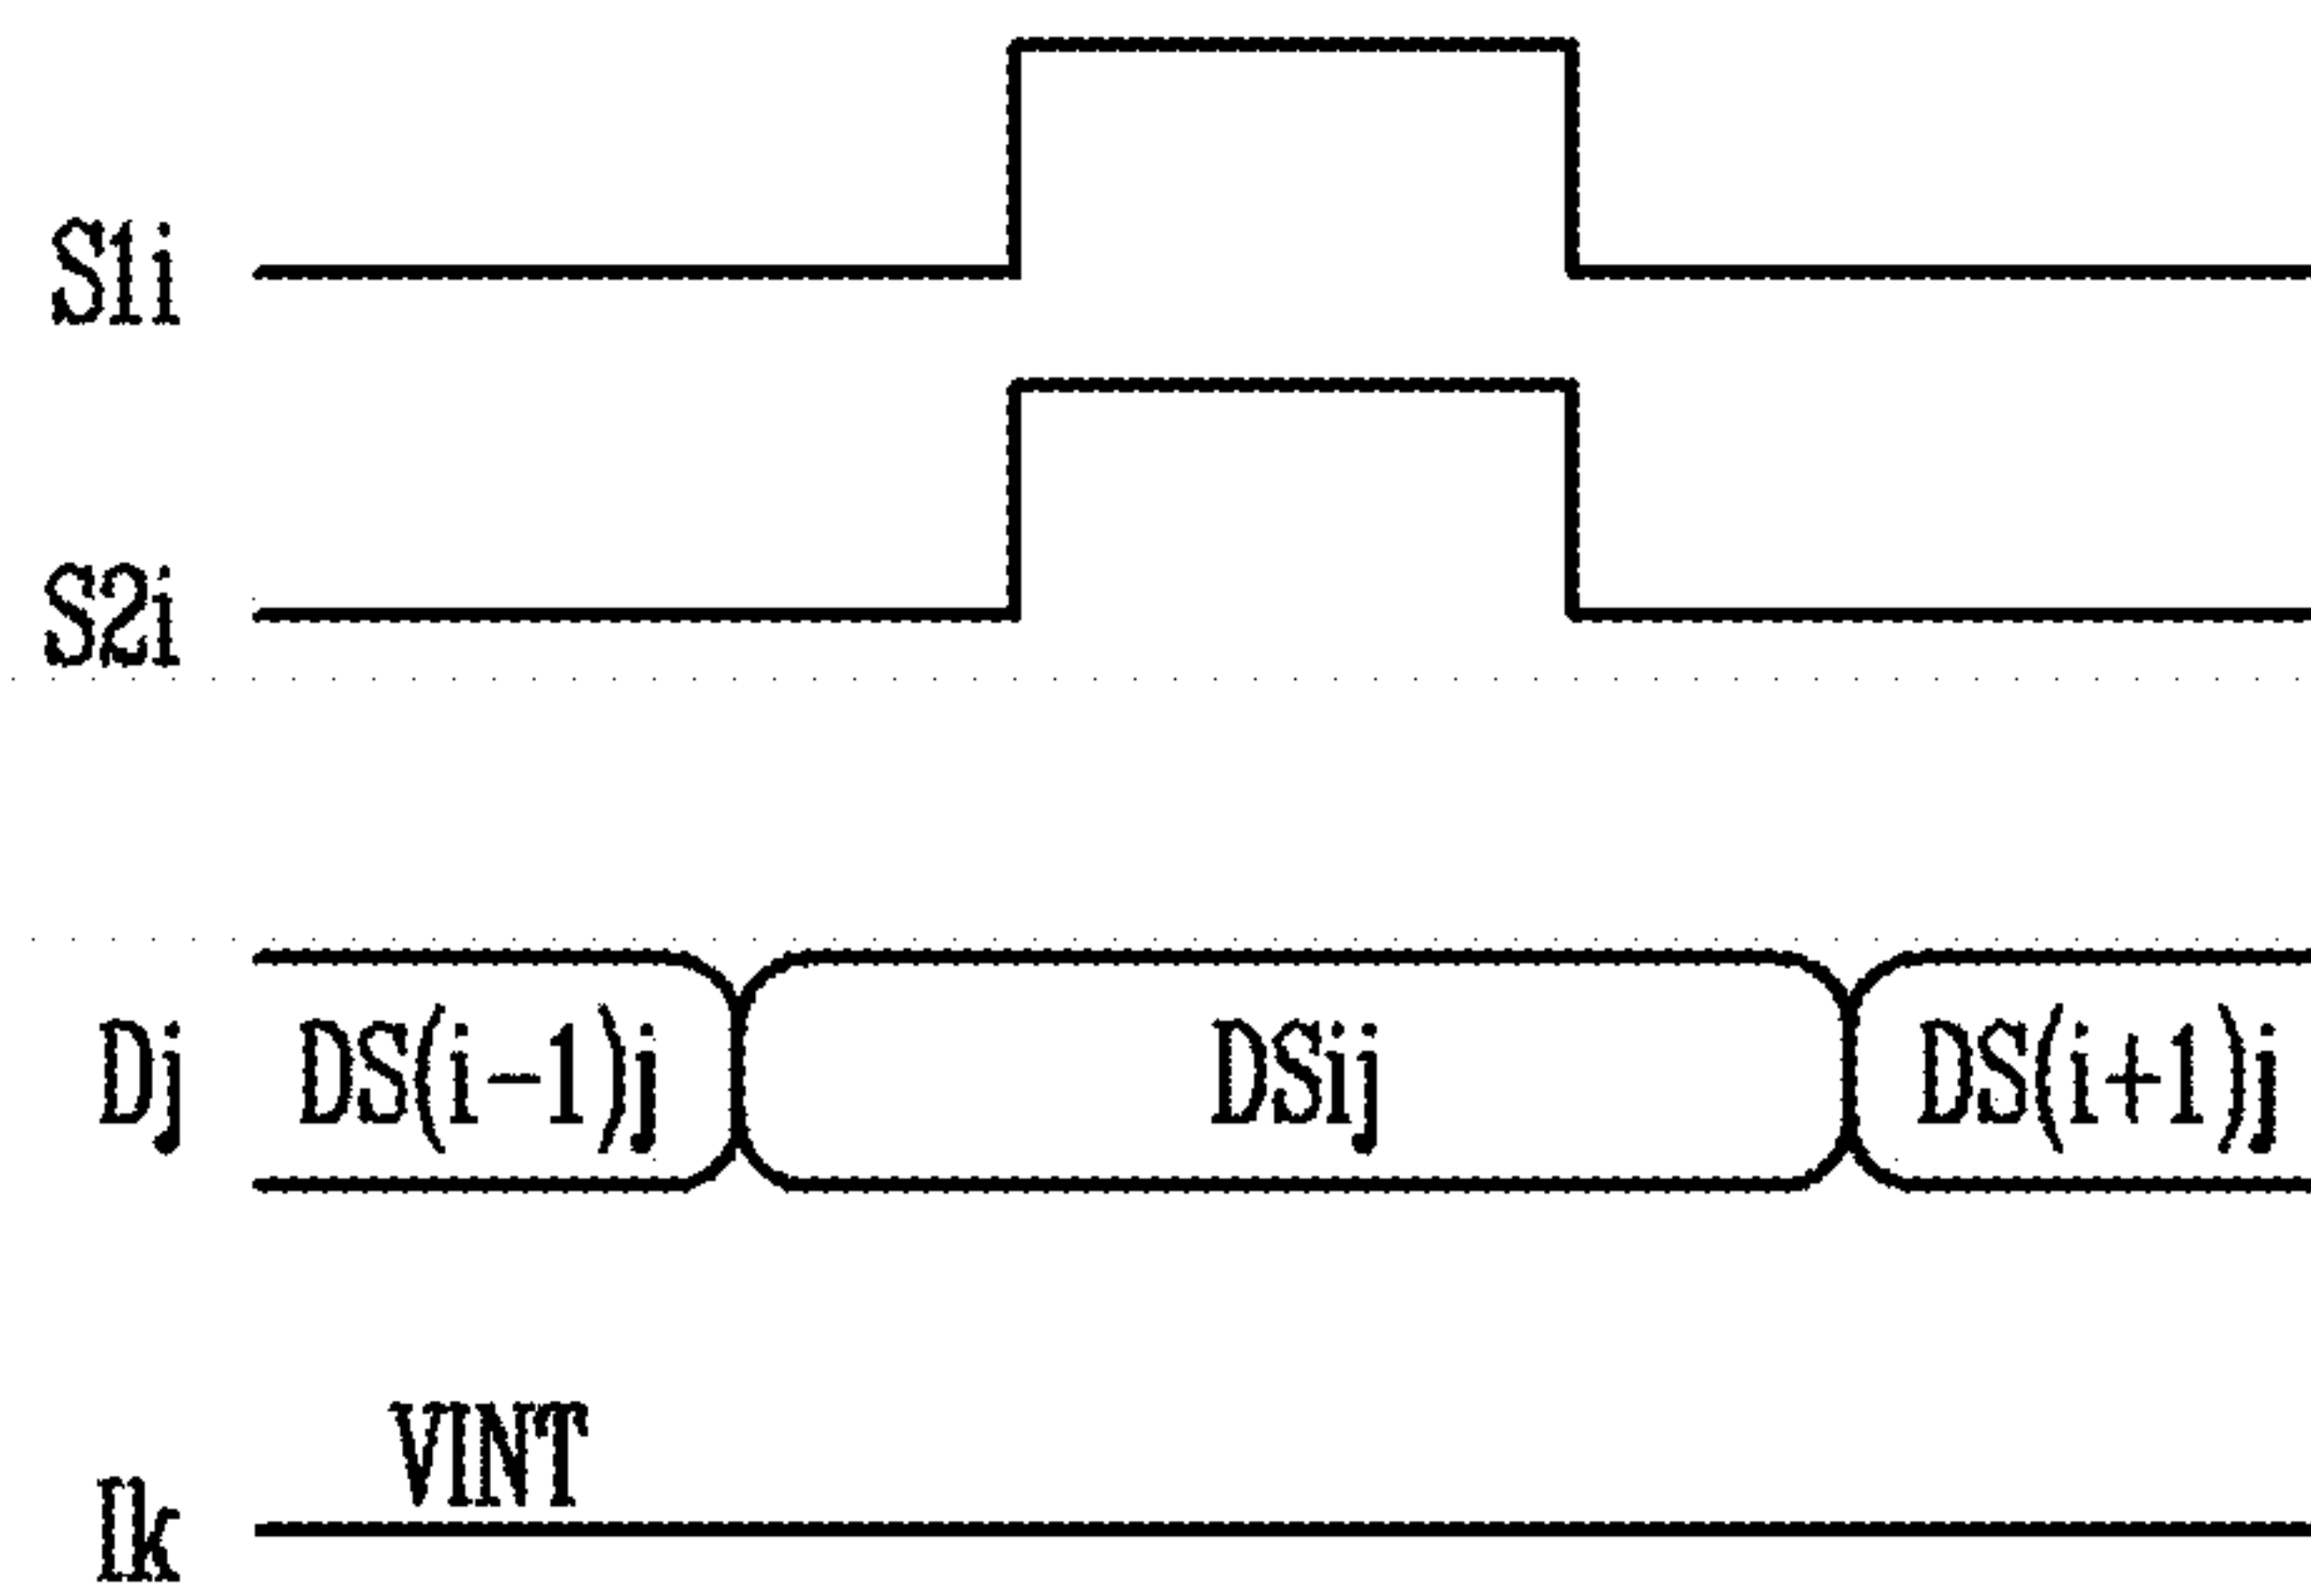 S1i
S2i
Dj DS(i-1)j DSij DS(i+1)j
VINT
Ik